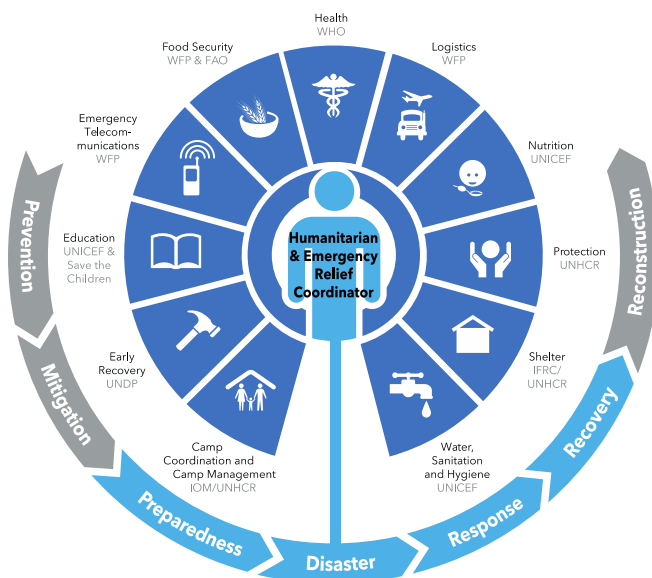 Health
WHO
Food Security
WFP & FAO
Logistics
WFP
Emergency
Telecom-
munications
WFP
Nutrition
UNICEF
Education
UNICEF &
Save the
Children
Humanitarian
& Emergency
Relief
Coordinator
Protection
UNHCR
Early
Recovery
UNDP
Shelter
IFRC/
UNHCR
Camp
Coordination and
Camp Management
IOM/UNHCR
Water,
Sanitation
and Hygiene
UNICEF
Prevention
Mitigation
Preparedness
Disaster
Response
Recovery
Reconstruction